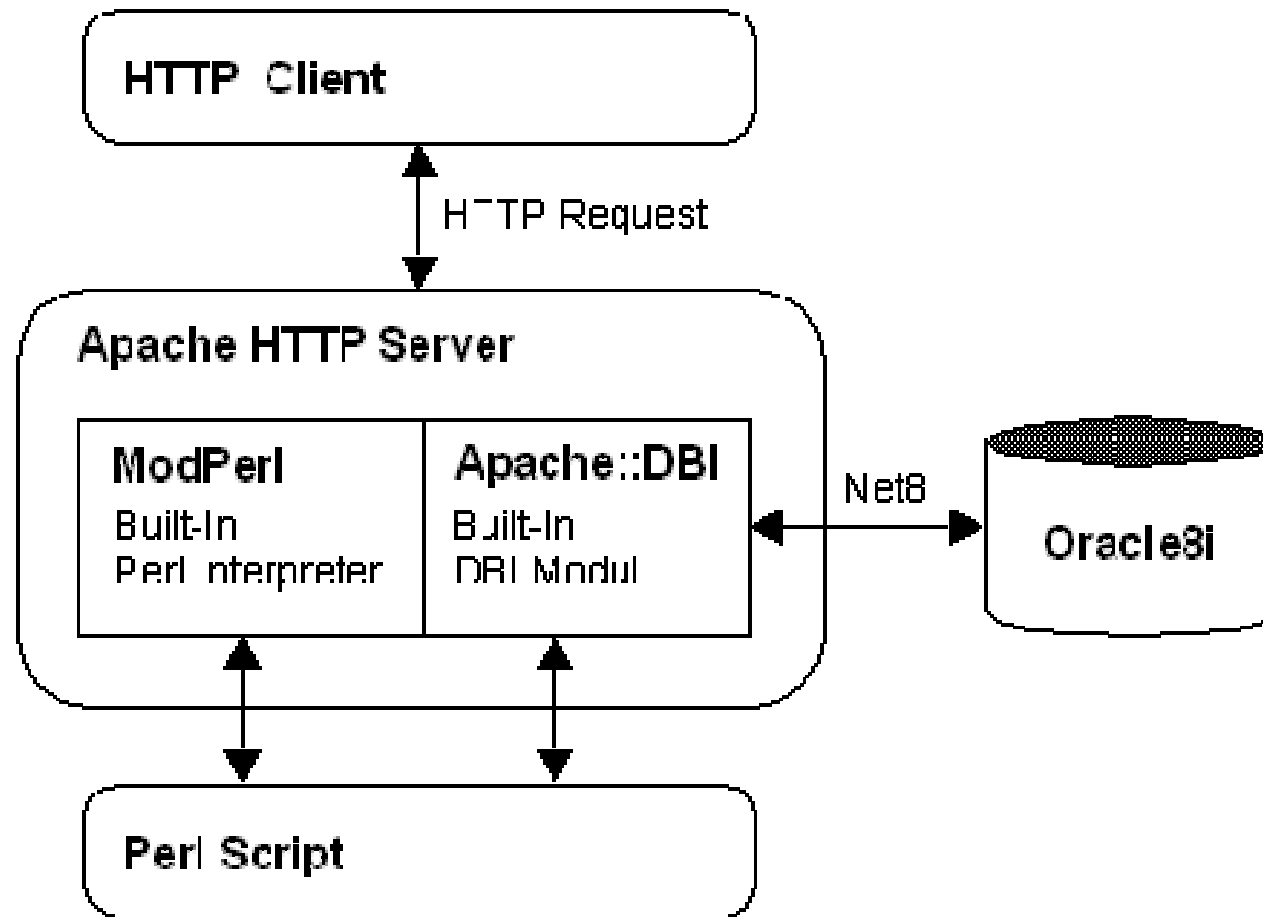 HTTP Client
HTTP Request
Apache HTTP Server
ModPerl
Built-In
Perl Interpreter
Apache::DBI
Built-In
DBI Modul
Net8
Oracle8i
Perl Script